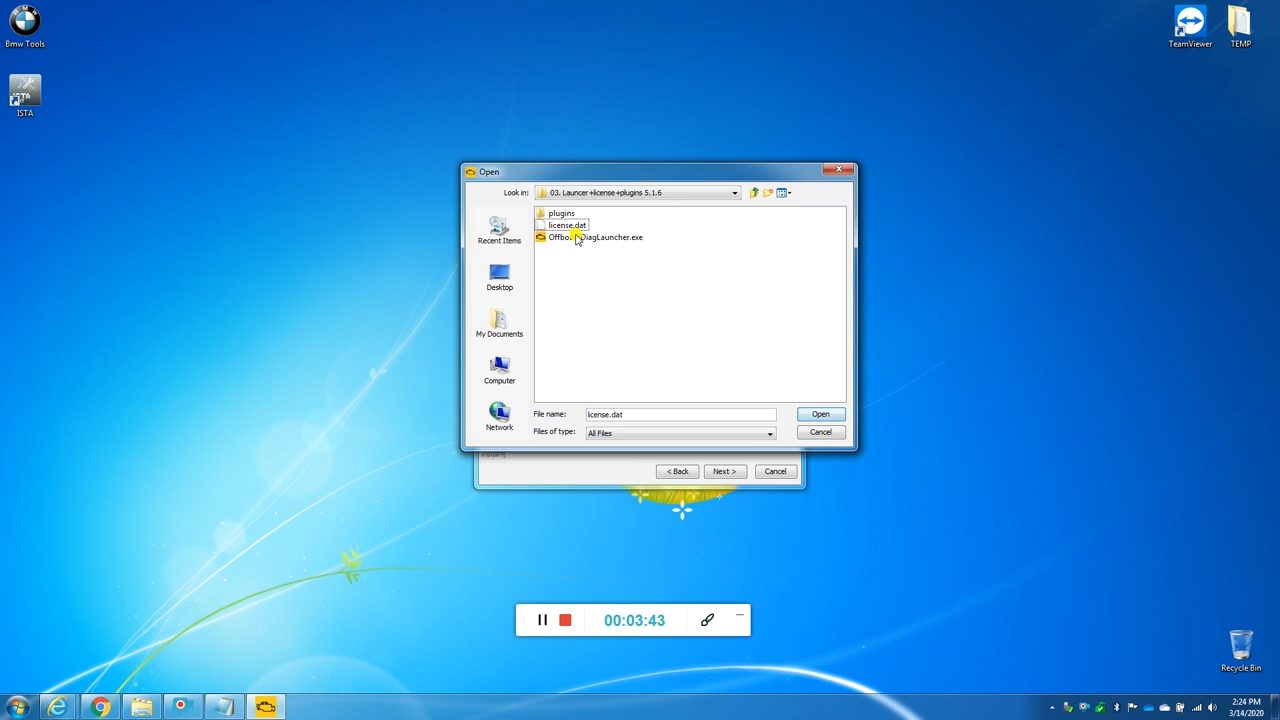 Bmw Tools
ISTA
ISTA
TeamViewer
TEMP
Open
Look in:
03. Launcer+license+plugins 5.1.6
plugins
license.dat
DiagLauncher.exe
Recent Items
Desktop
My Documents
Computer
Network
File name:
license.dat
Open
Files of type:
All Files
Cancel
< Back
Next >
Cancel
00:03:43
Recycle Bin
2:24 PM
3/14/2020